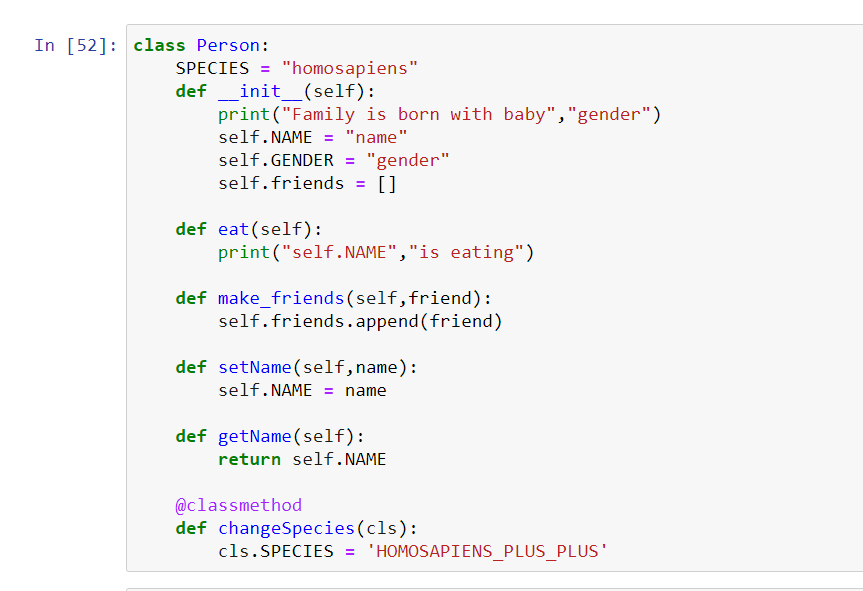 In [52]: class Person:
    SPECIES = "homosapiens"
    def __init__(self):
        print("Family is born with baby","gender")
        self.NAME = "name"
        self.GENDER = "gender"
        self.friends = []

    def eat(self):
        print("self.NAME","is eating")

    def make_friends(self,friend):
        self.friends.append(friend)

    def setName(self,name):
        self.NAME = name

    def getName(self):
        return self.NAME

    @classmethod
    def changeSpecies(cls):
        cls.SPECIES = 'HOMOSAPIENS_PLUS_PLUS'